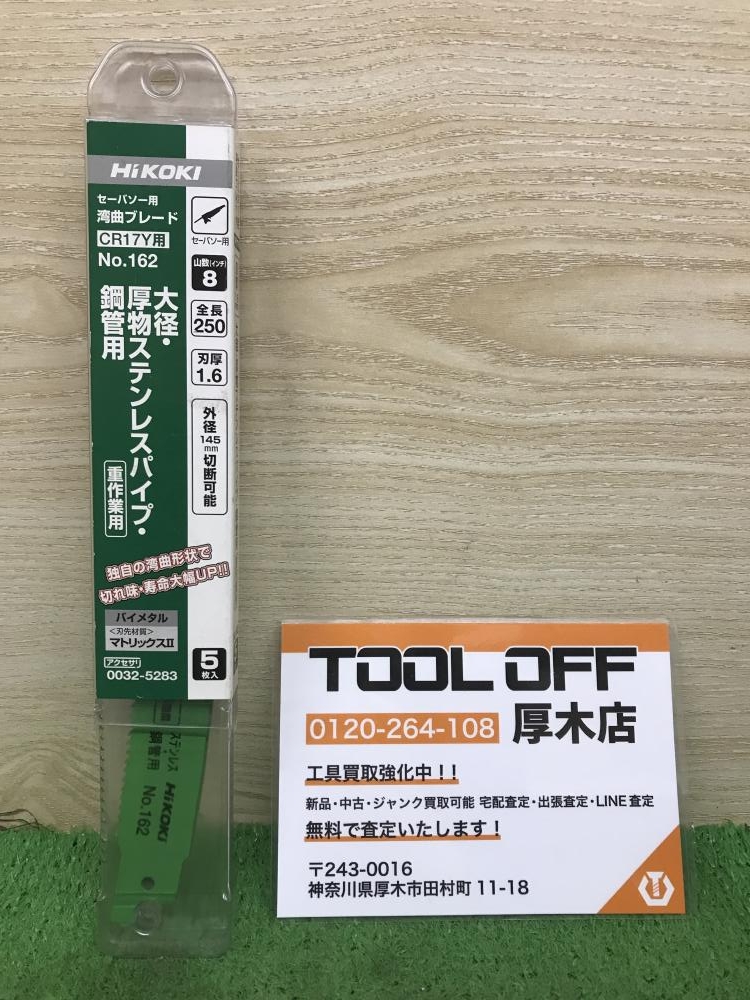 HiKOKI
セーバソー用
湾曲ブレード
CR17Y用
No.162
大径・
厚物ステンレスパイプ・
鋼管用
重作業用
セーバソー用
山数(インチ)
8
全長
250
刃厚
1.6
外径145mm切断可能
独自の湾曲形状で
切れ味・寿命大幅UP!!
バイメタル
<刃先材質>
マトリックスII
アクセサリ
0032-5283
5
枚入
ステンレス
鋼管用
HiKOKI
No.162
TOOL OFF
0120-264-108 厚木店
工具買取強化中!!
新品・中古・ジャンク買取可能 宅配査定・出張査定・LINE査定
無料で査定いたします!
〒243-0016
神奈川県厚木市田村町 11-18